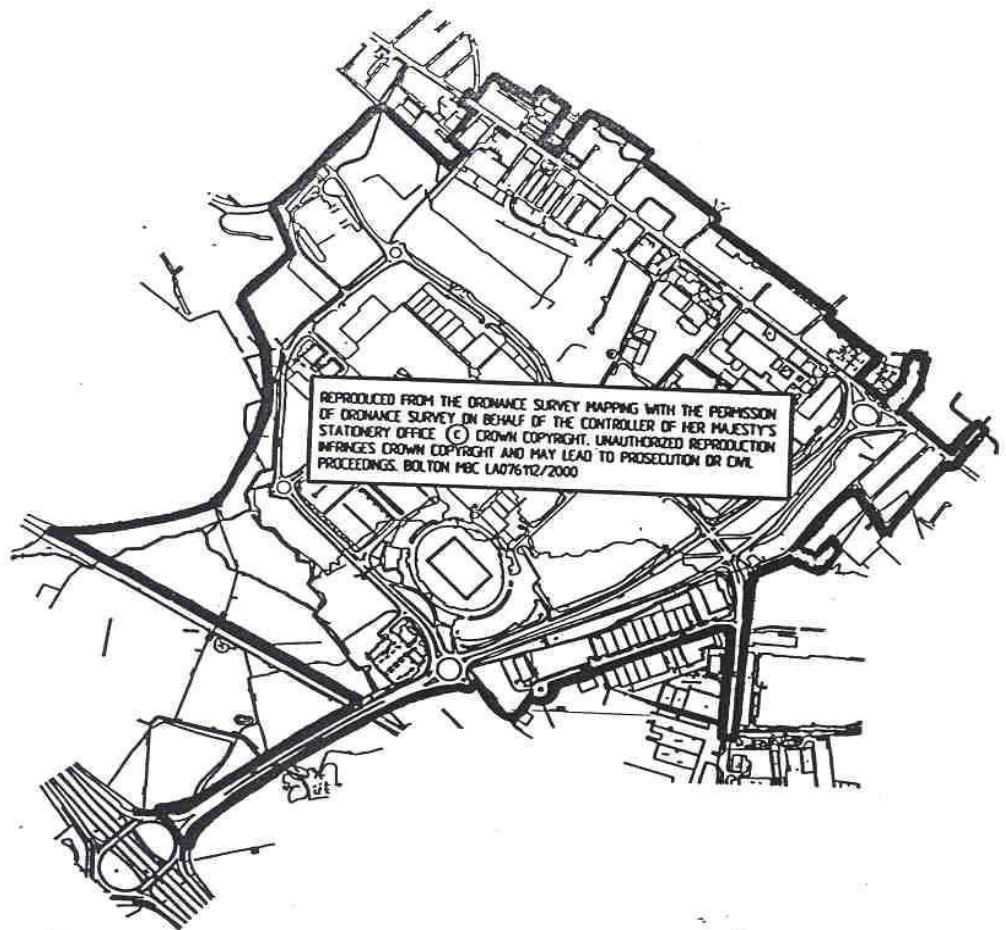 REPRODUCED FROM THE ORDNANCE SURVEY MAPPING WITH THE PERMISSION
OF ORDNANCE SURVEY ON BEHALF OF THE CONTROLLER OF HER MAJESTY'S
STATIONERY OFFICE © CROWN COPYRIGHT. UNAUTHORIZED REPRODUCTION
INFRINGES CROWN COPYRIGHT AND MAY LEAD TO PROSECUTION OR CIVIL
PROCEEDINGS. BOLTON MBC LA076112/2000